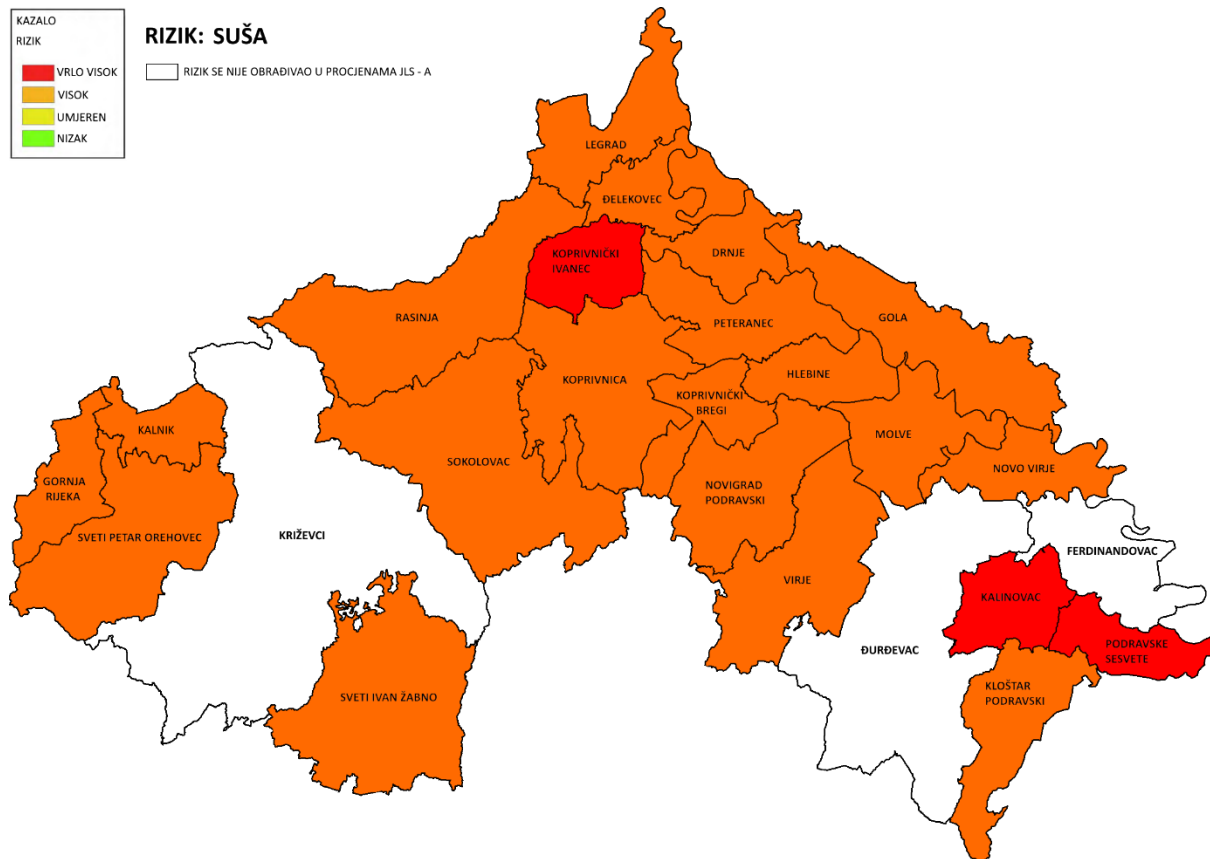 KAZALO
RIZIK
VRLO VISOK
VISOK
UMJEREN
NIZAK
RIZIK: SUŠA
RIZIK SE NIJE OBRAĐIVAO U PROCJENAMA JLS - A
LEGRAD
ĐELEKOVEC
KOPRIVNIČKI
IVANEC
DRNJE
RASINJA
PETERANEC
GOLA
KOPRIVNICA
HLEBINE
KOPRIVNIČKI
BREGI
KALNIK
MOLVE
SOKOLOVAC
NOVO VIRJE
GORNJA
RIJEKA
NOVIGRAD
PODRAVSKI
SVETI PETAR OREHOVEC
KRIŽEVCI
FERDINANDOVAC
VIRJE
KALINOVAC
ĐURĐEVAC
PODRAVSKE
SESVETE
SVETI IVAN ŽABNO
KLOŠTAR
PODRAVSKI